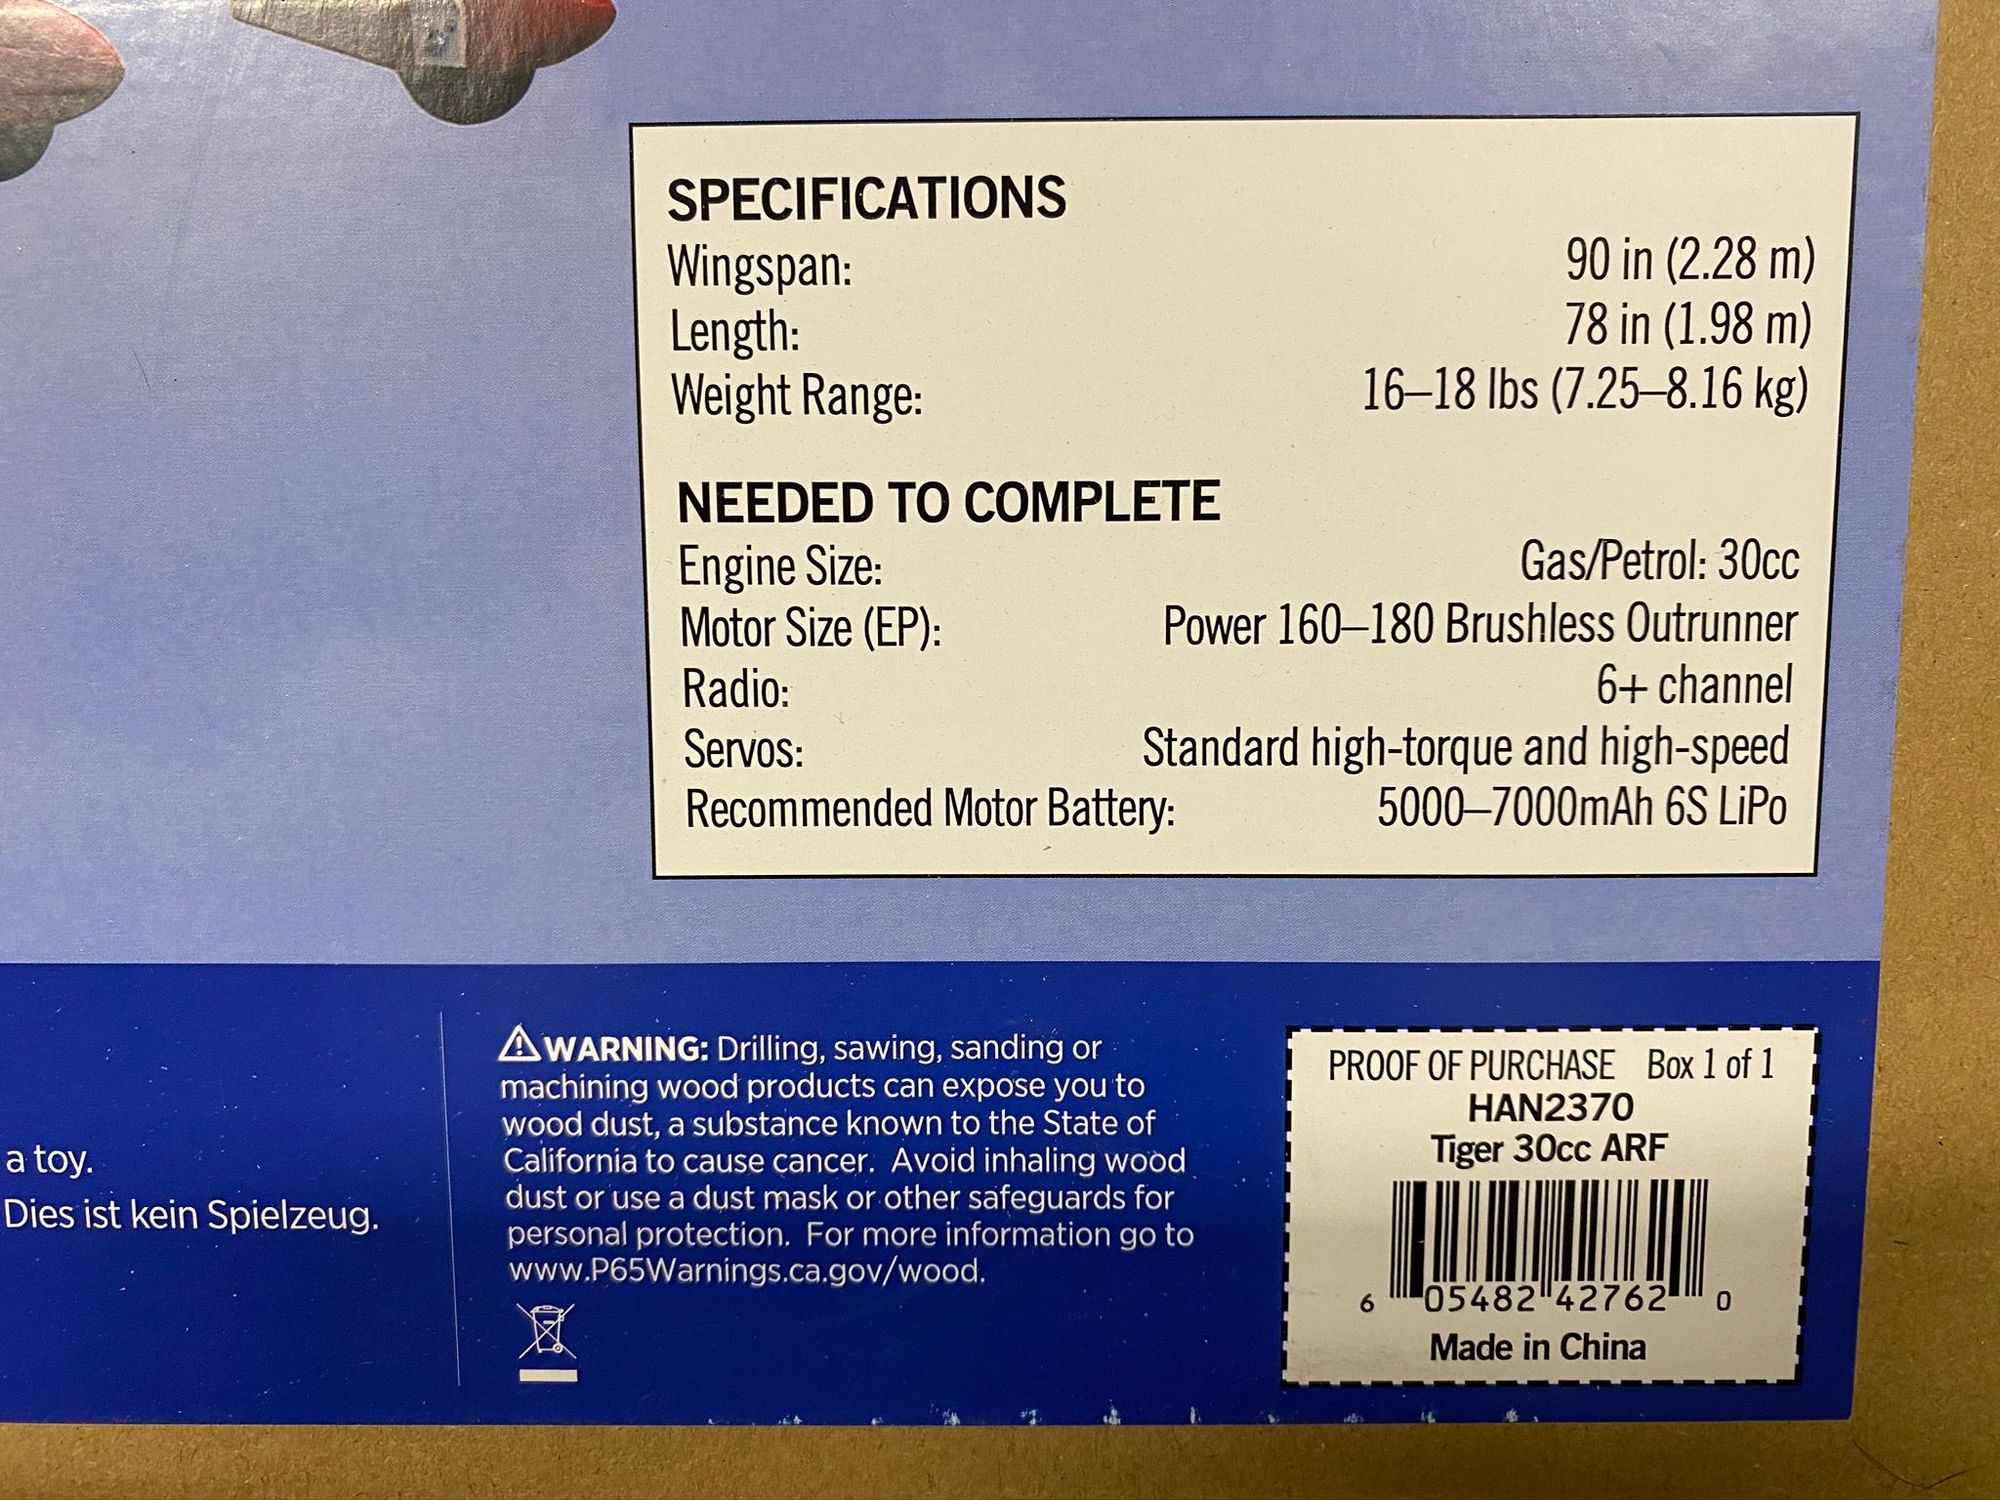 SPECIFICATIONS
Wingspan: 90 in (2.28 m)
Length: 78 in (1.98 m)
Weight Range: 16–18 lbs (7.25–8.16 kg)
NEEDED TO COMPLETE
Engine Size: Gas/Petrol: 30cc
Motor Size (EP): Power 160–180 Brushless Outrunner
Radio: 6+ channel
Servos: Standard high-torque and high-speed
Recommended Motor Battery: 5000–7000mAh 6S LiPo
a toy.
Dies ist kein Spielzeug.
WARNING: Drilling, sawing, sanding or
machining wood products can expose you to
wood dust, a substance known to the State of
California to cause cancer. Avoid inhaling wood
dust or use a dust mask or other safeguards for
personal protection. For more information go to
www.P65Warnings.ca.gov/wood.
PROOF OF PURCHASE Box 1 of 1
HAN2370
Tiger 30cc ARF
6 05482 42762 0
Made in China